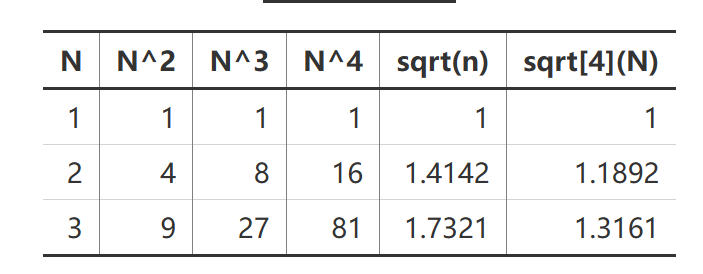 N N^2 N^3 N^4 sqrt(n) sqrt[4](N)
1 1 1 1 1 1
2 4 8 16 1.4142 1.1892
3 9 27 81 1.7321 1.3161